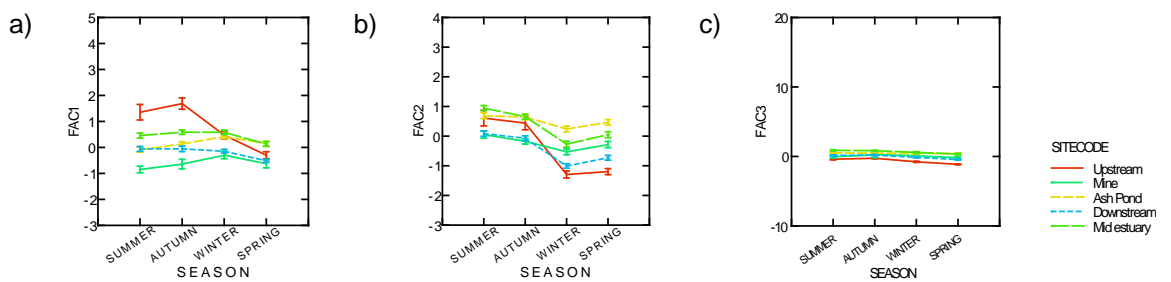 a)
5
4
3
2
1
0
-1
-2
-3
FAC1
SUMMER
AUTUMN
WINTER
SPRING
SEASON
b)
4
3
2
1
0
-1
-2
-3
FAC2
SUMMER
AUTUMN
WINTER
SPRING
SEASON
c)
20
10
0
-10
FAC3
SUMMER
AUTUMN
WINTER
SPRING
SEASON
SITECODE
Upstream
Mine
Ash Pond
Downstream
Mid estuary